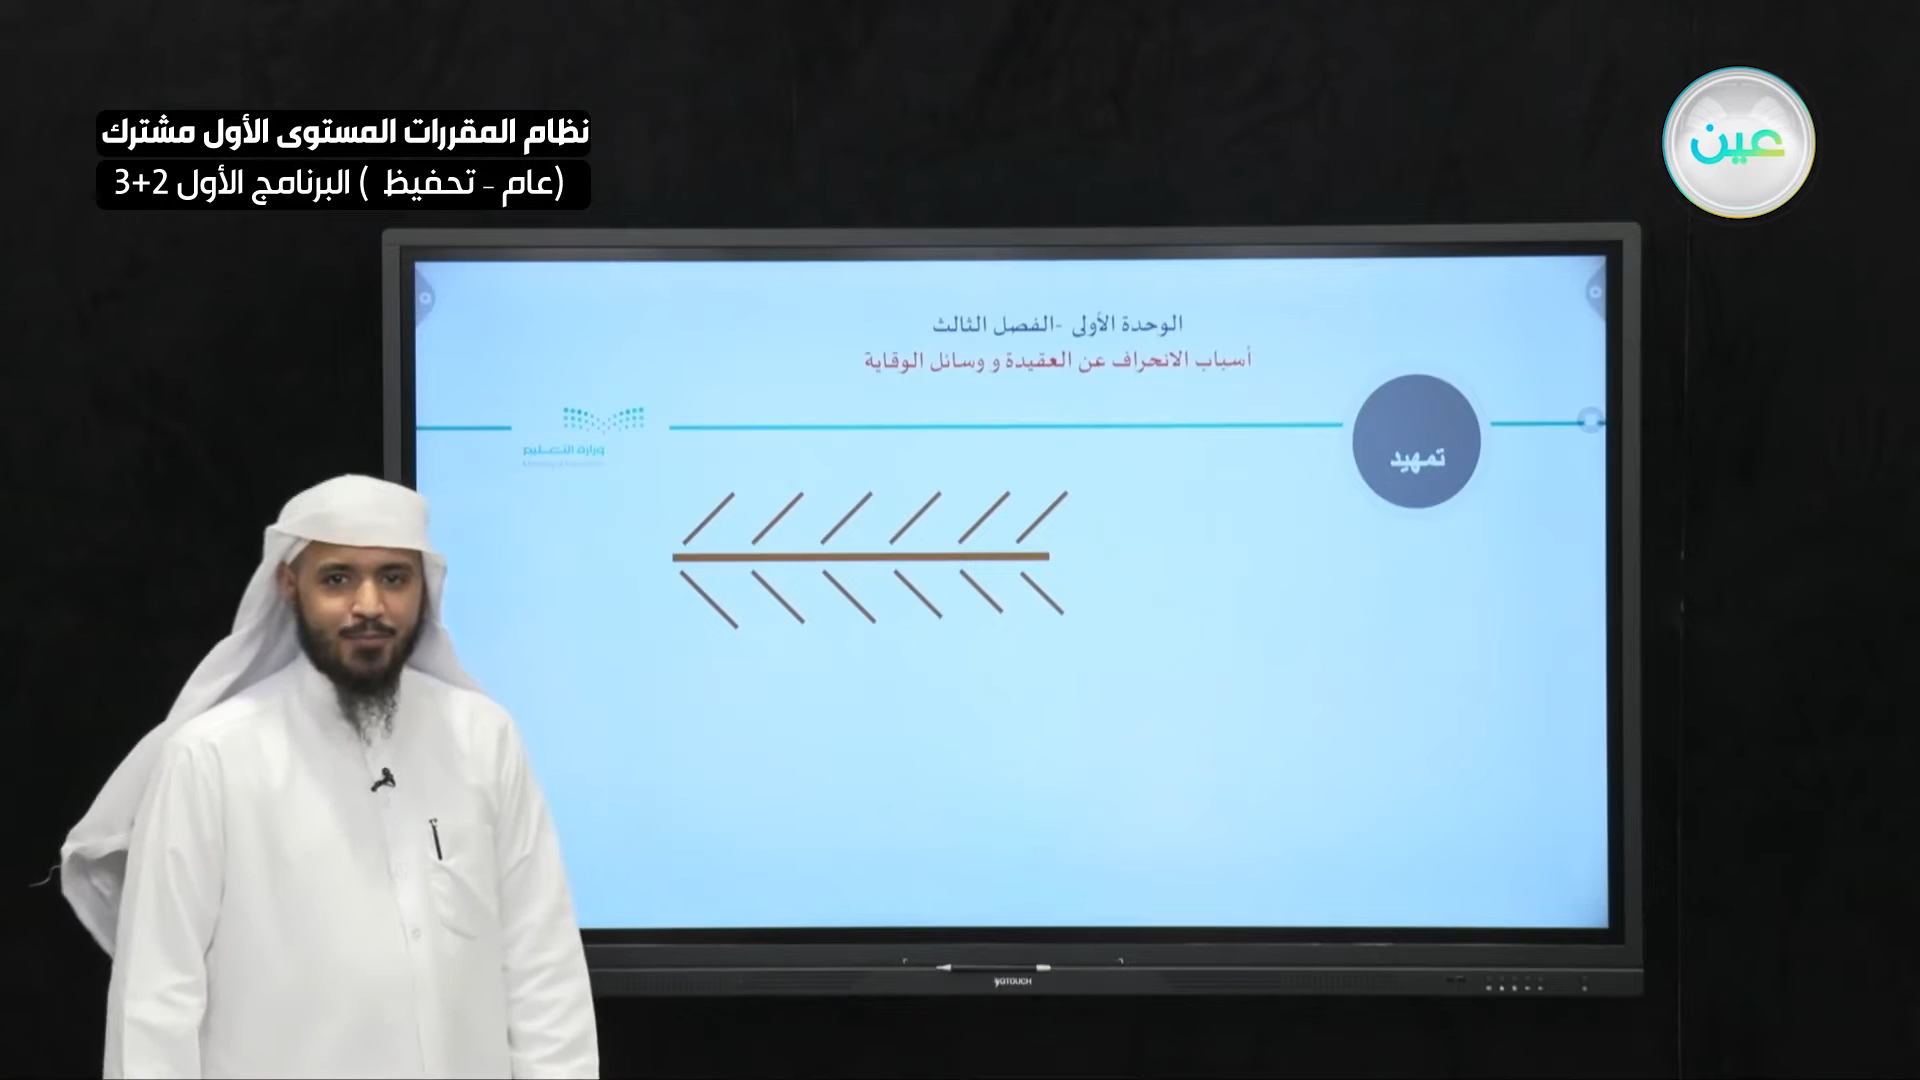 نظام المقررات المستوى الأول مشترك
(عام - تحفيظ ) البرنامج الأول 2+3
عين
الوحدة الأولى -الفصل الثالث
أسباب الانحراف عن العقيدة و وسائل الوقاية
تمهيد
وزارة التعليم
YQTOUCH